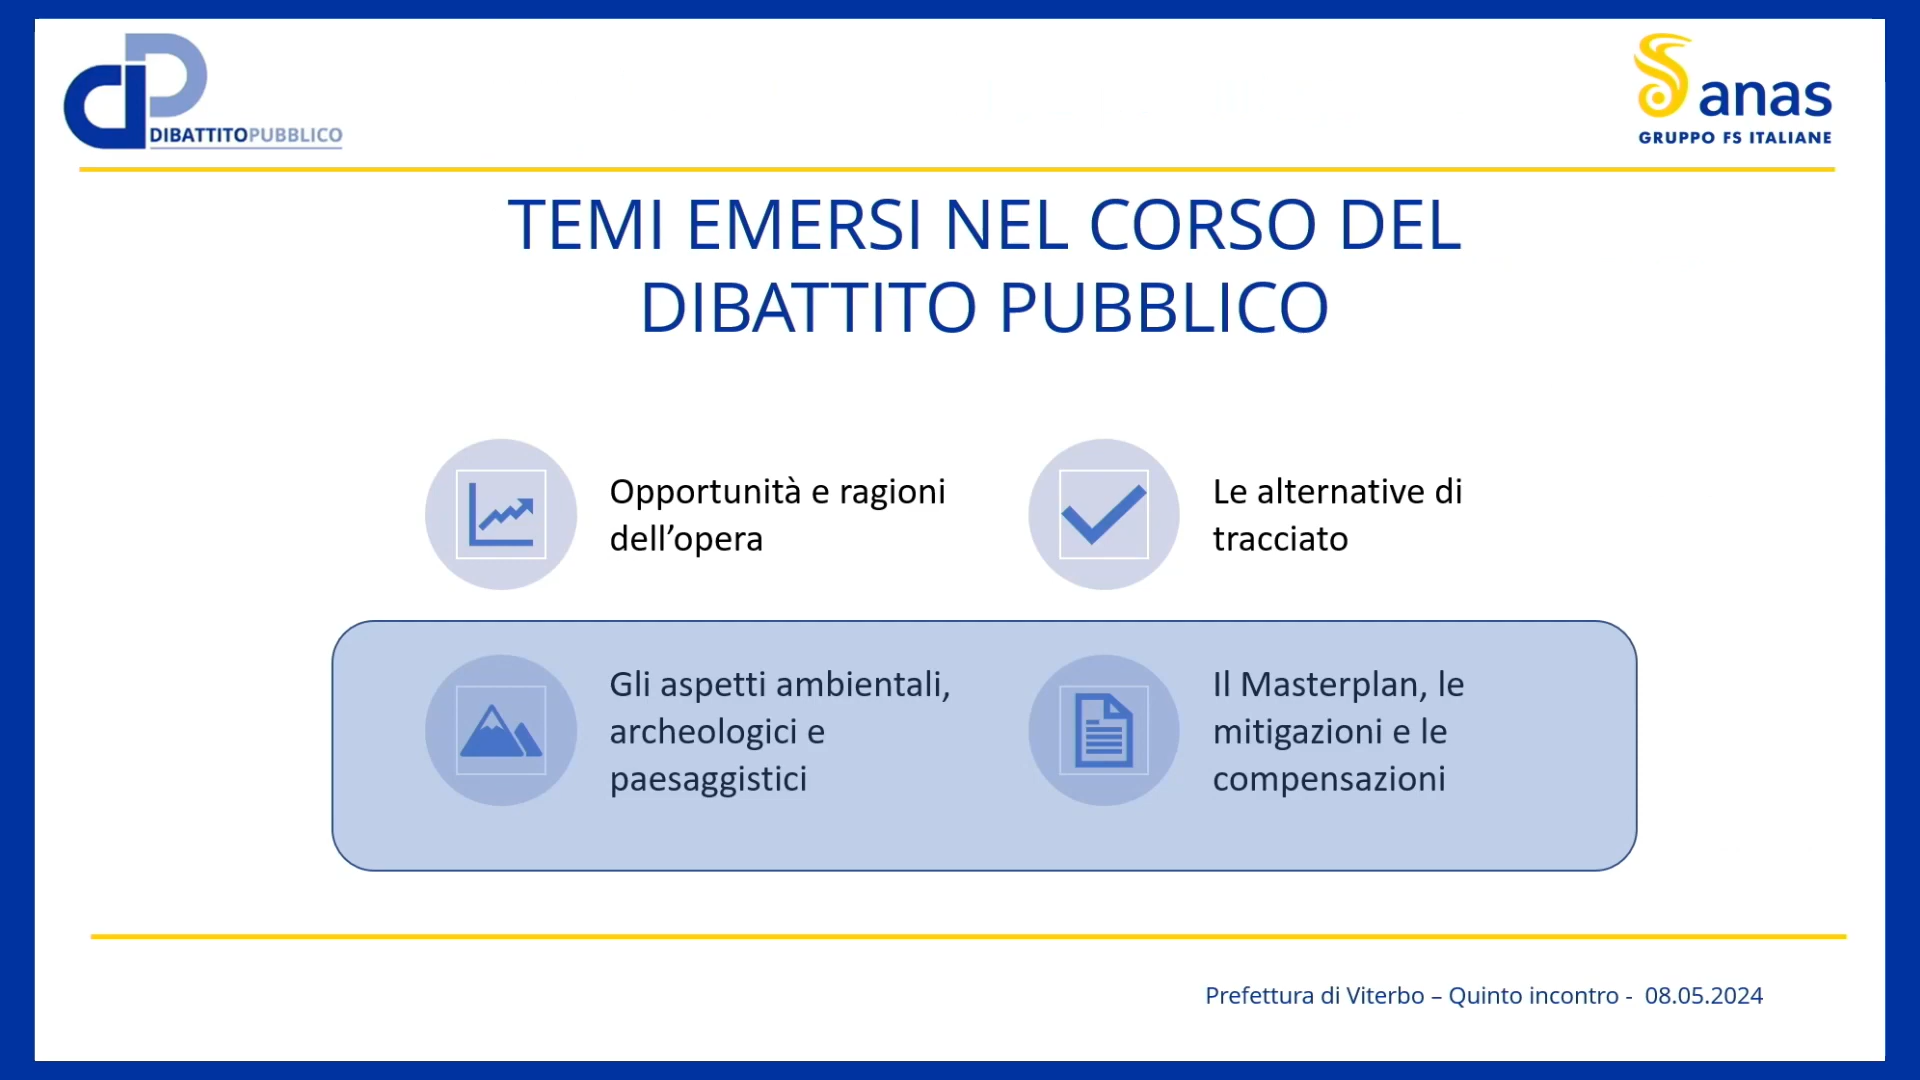 DIBATTITOPUBBLICO
anas
GRUPPO FS ITALIANE
TEMI EMERSI NEL CORSO DEL
DIBATTITO PUBBLICO
Opportunità e ragioni
dell’opera
Le alternative di
tracciato
Gli aspetti ambientali,
archeologici e
paesaggistici
Il Masterplan, le
mitigazioni e le
compensazioni
Prefettura di Viterbo – Quinto incontro - 08.05.2024